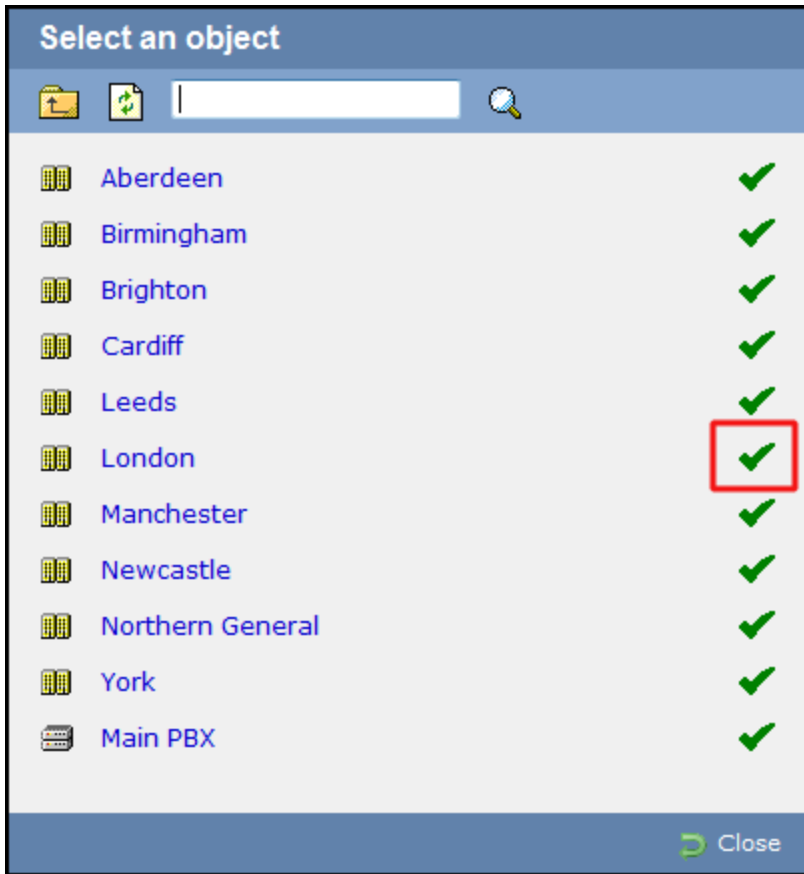 Select an object
Aberdeen
Birmingham
Brighton
Cardiff
Leeds
London
Manchester
Newcastle
Northern General
York
Main PBX
Close